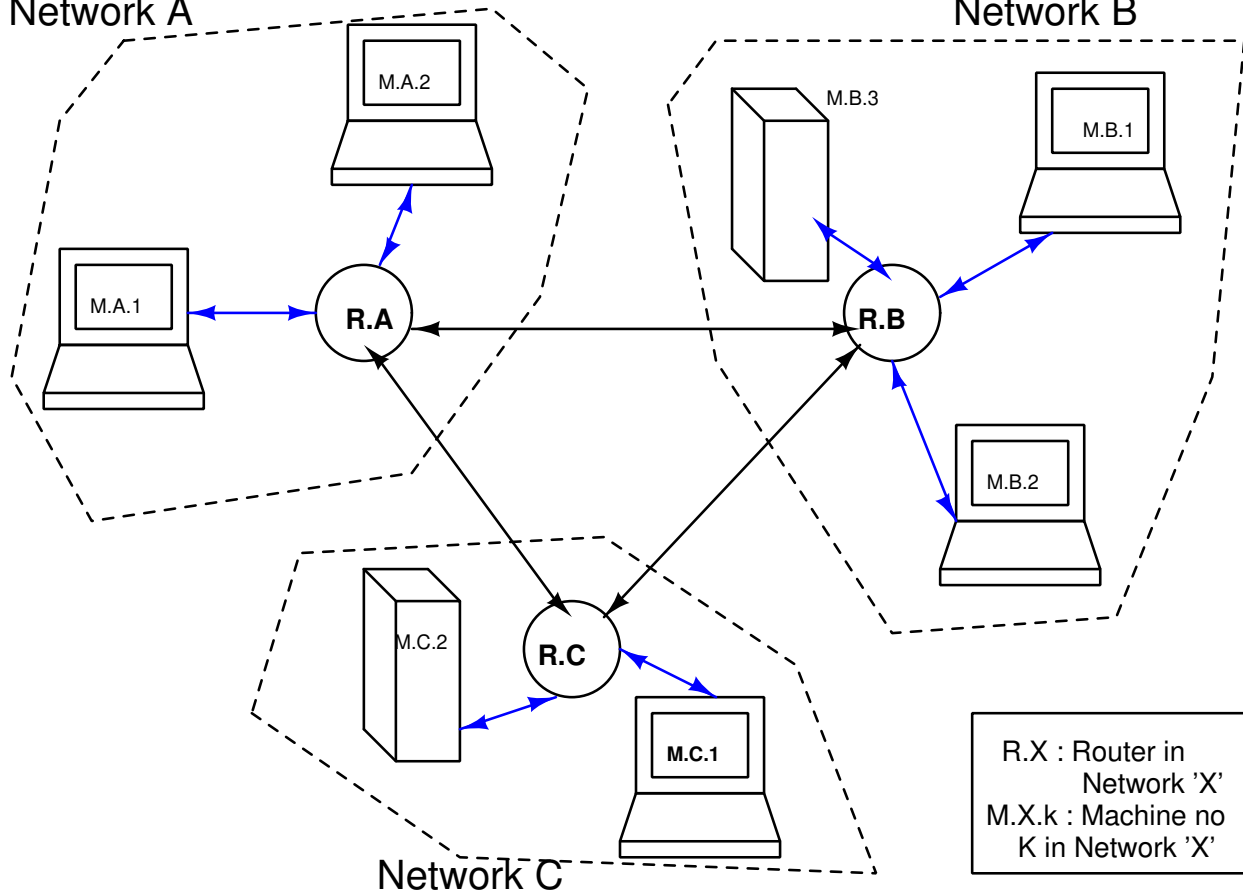 Network A
Network B
M.A.2
M.B.3
M.B.1
M.A.1
R.A
R.B
M.B.2
M.C.2
R.C
M.C.1
R.X : Router in
Network 'X'
M.X.k : Machine no
K in Network 'X'
Network C